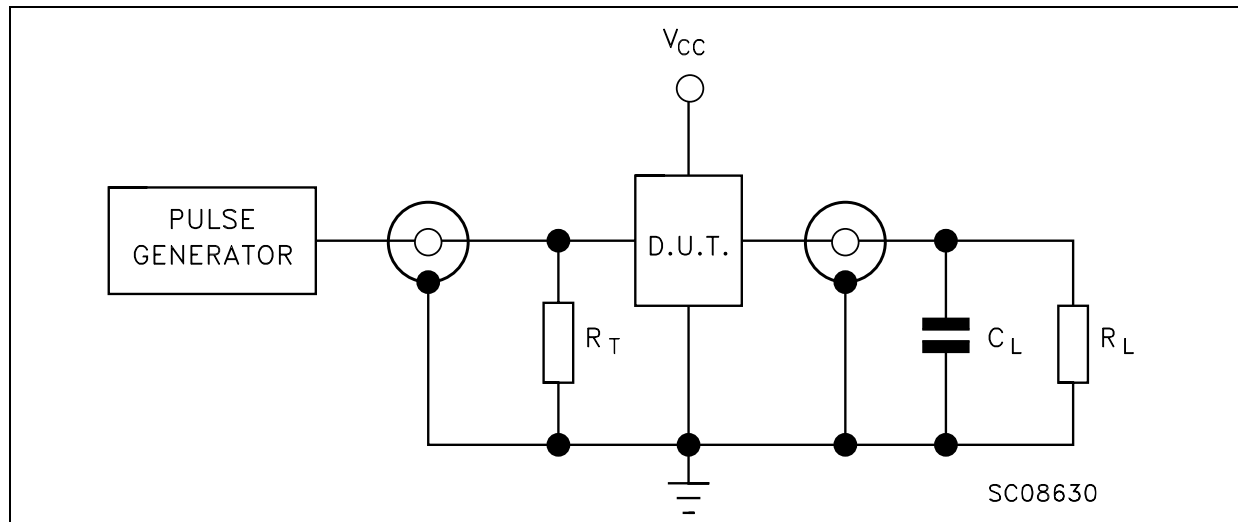 VCC
PULSE
GENERATOR
D.U.T.
RT
CL
RL
SC08630